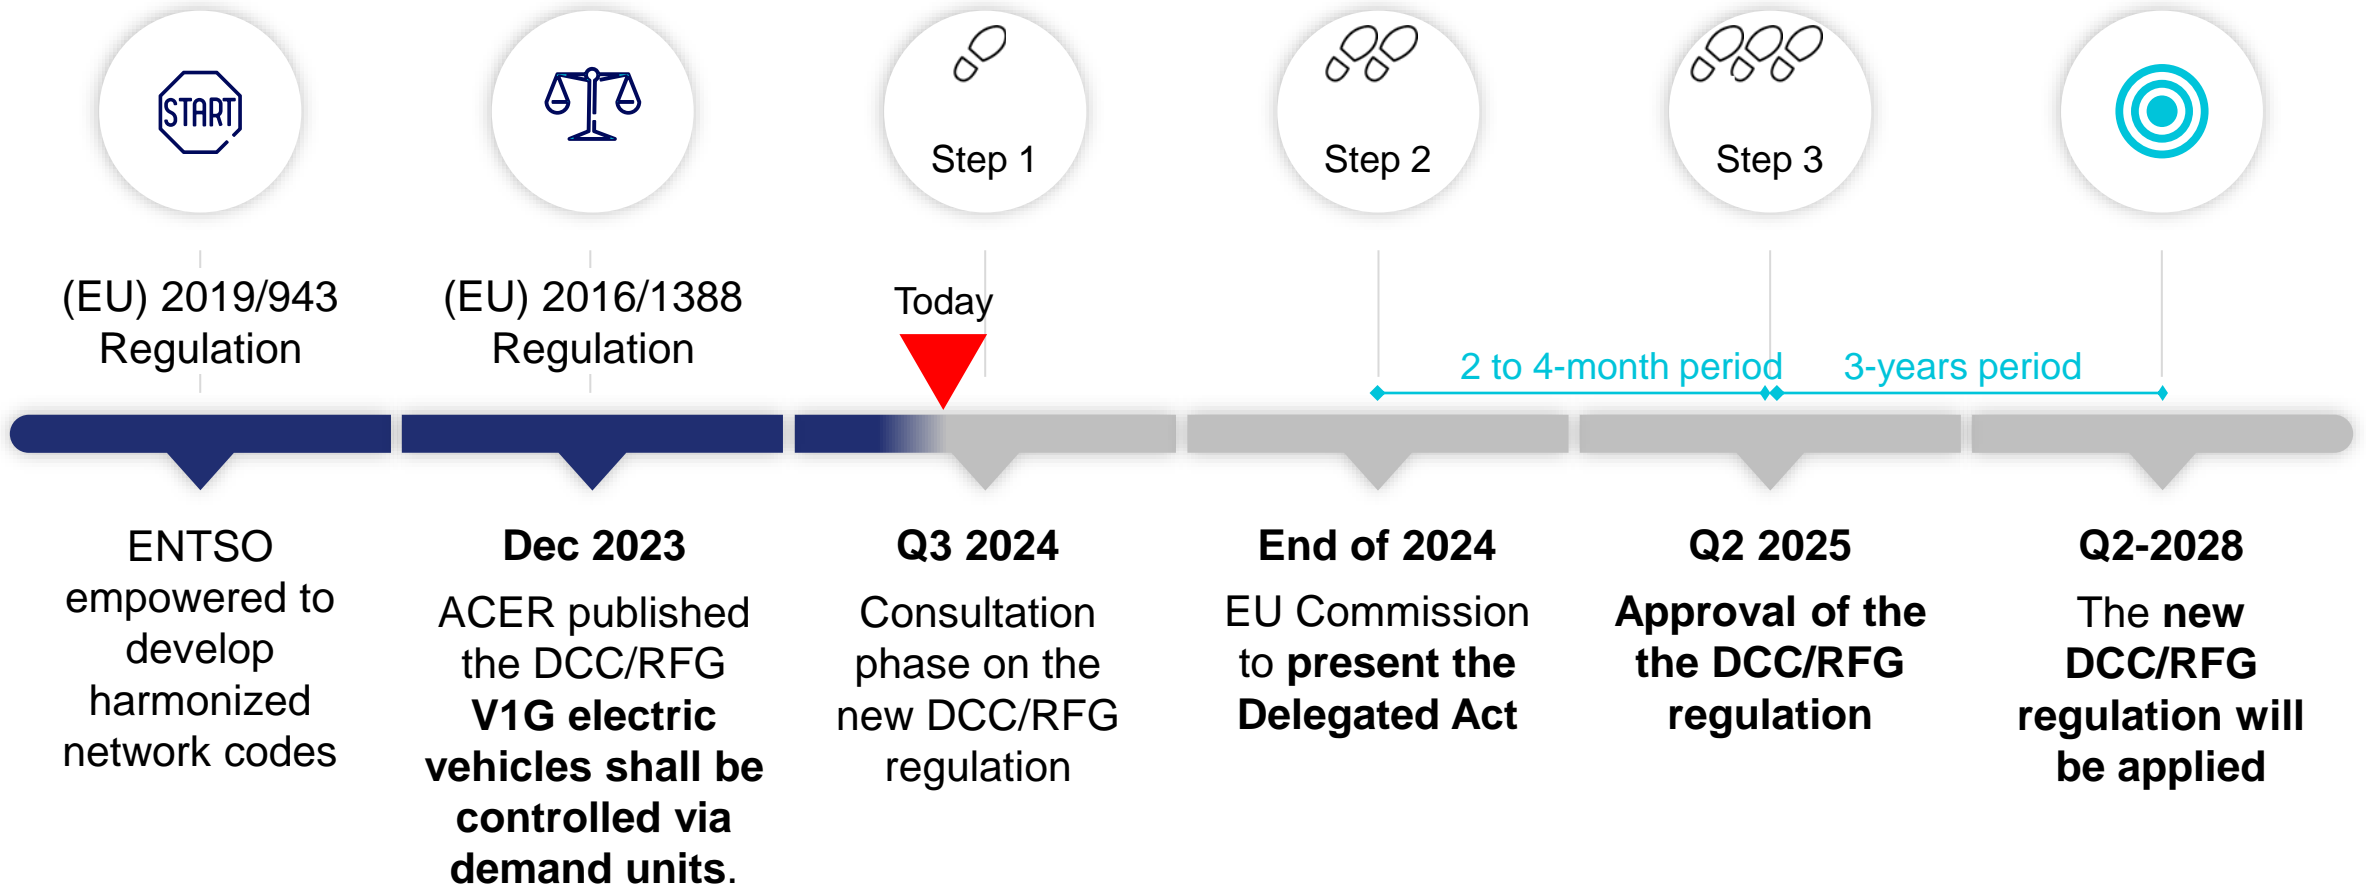 START
Step 1
Step 2
Step 3
(EU) 2019/943
Regulation
(EU) 2016/1388
Regulation
Today
2 to 4-month period
3-years period
ENTSO
empowered to
develop
harmonized
network codes
Dec 2023
ACER published
the DCC/RFG
V1G electric
vehicles shall be
controlled via
demand units.
Q3 2024
Consultation
phase on the
new DCC/RFG
regulation
End of 2024
EU Commission
to present the
Delegated Act
Q2 2025
Approval of the
the DCC/RFG
regulation
Q2-2028
The new
DCC/RFG
regulation will
be applied